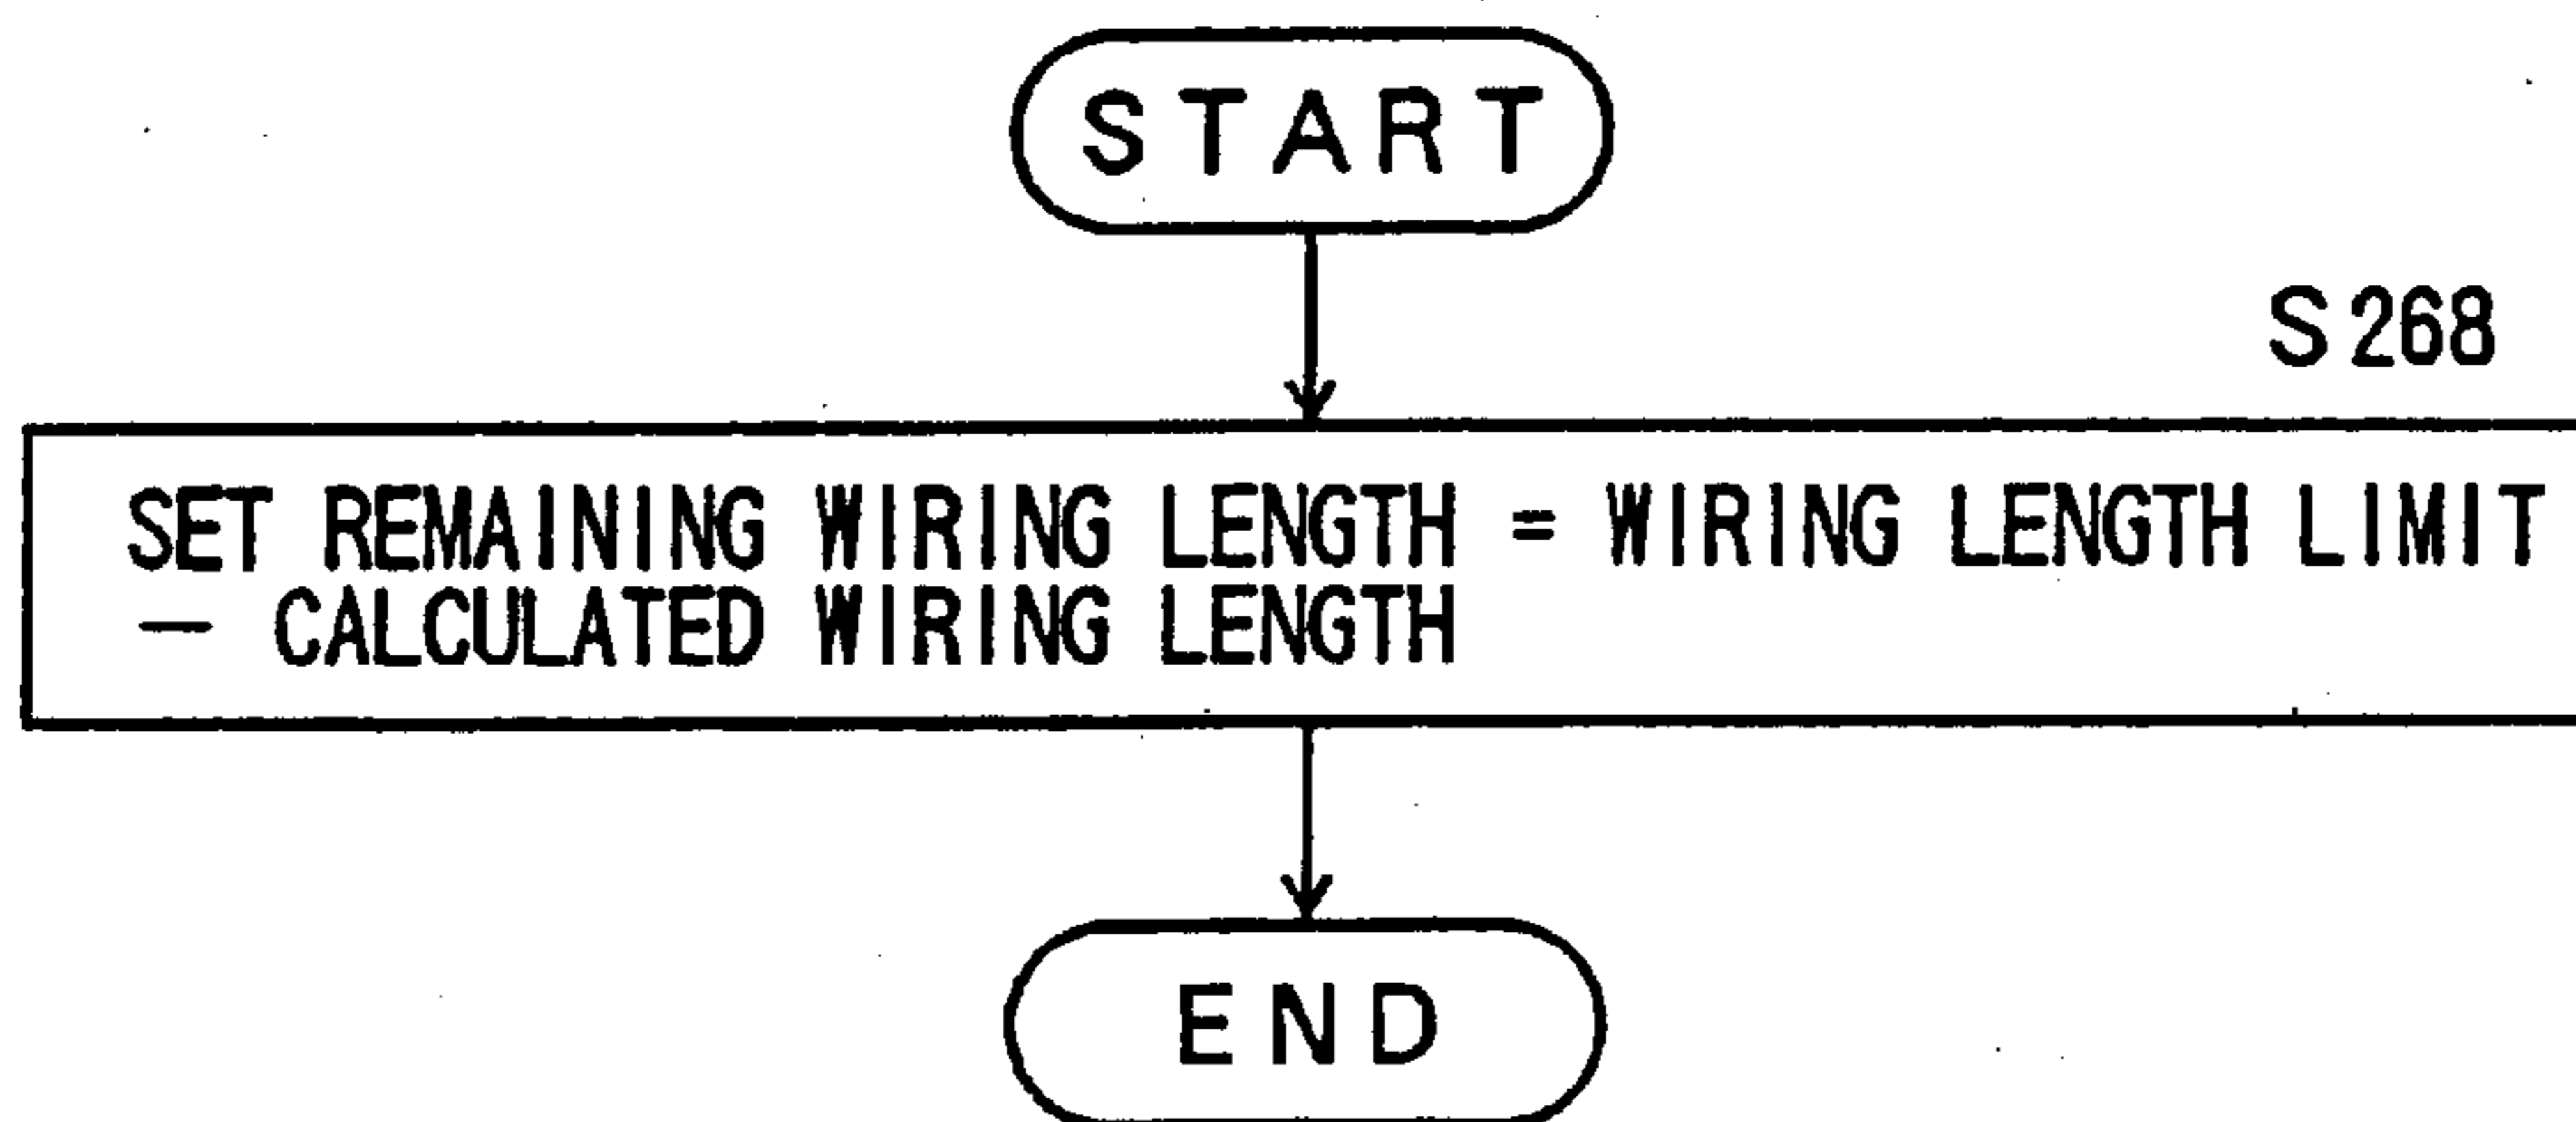 START
S268
SET REMAINING WIRING LENGTH = WIRING LENGTH LIMIT
— CALCULATED WIRING LENGTH
END